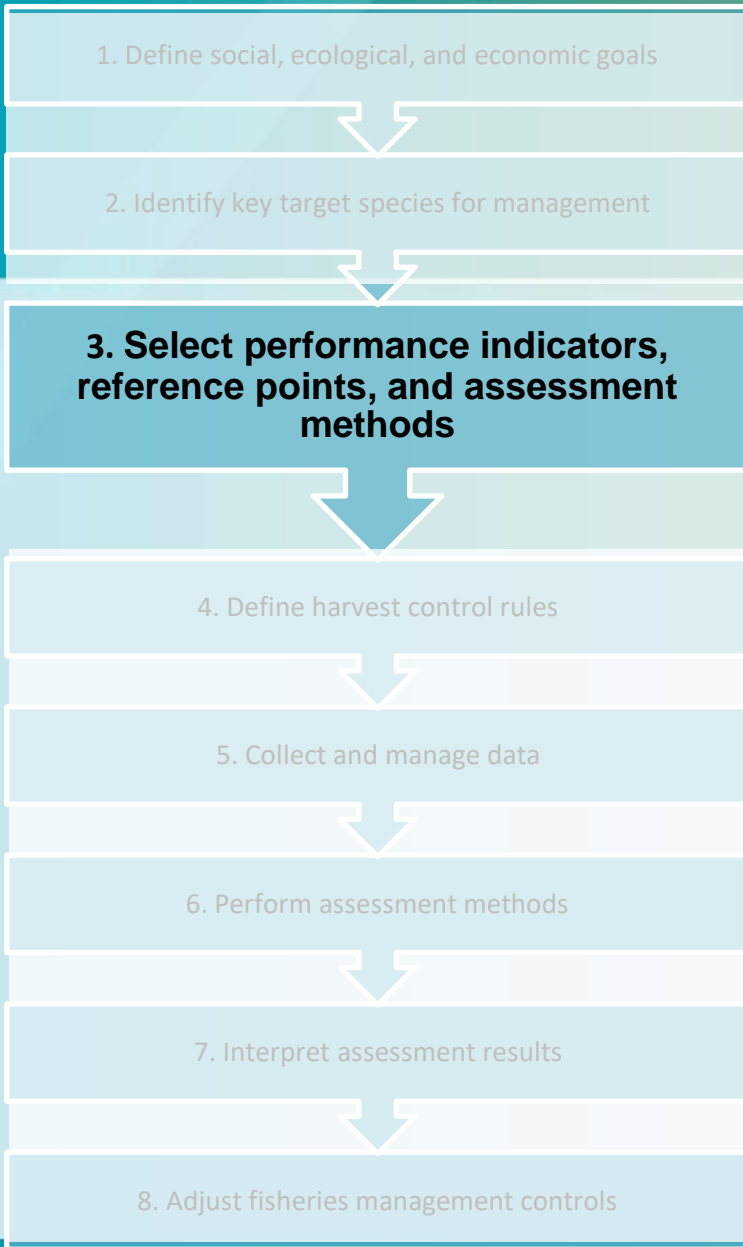 1. Define social, ecological, and economic goals
2. Identify key target species for management
3. Select performance indicators,
reference points, and assessment
methods
4. Define harvest control rules
5. Collect and manage data
6. Perform assessment methods
7. Interpret assessment results
8. Adjust fisheries management controls